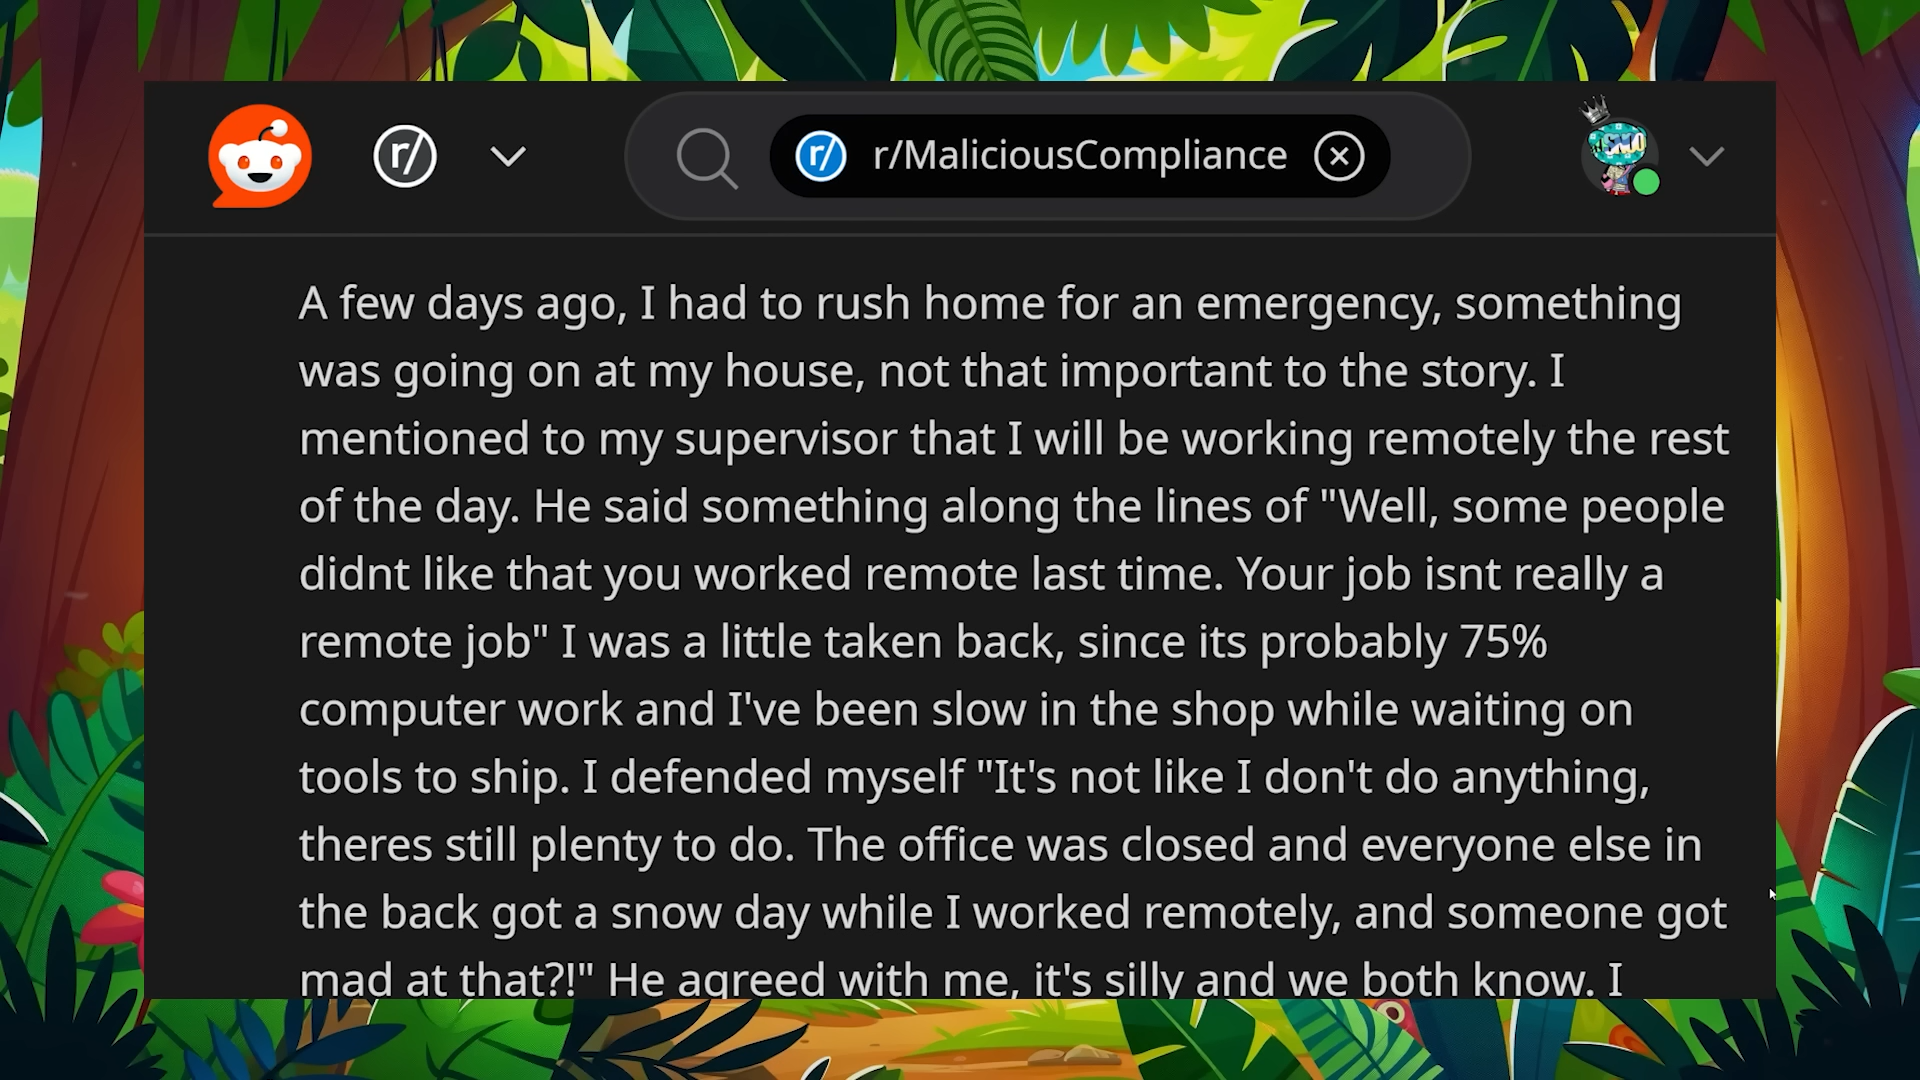 r/
r/ r/MaliciousCompliance
A few days ago, I had to rush home for an emergency, something
was going on at my house, not that important to the story. I
mentioned to my supervisor that I will be working remotely the rest
of the day. He said something along the lines of "Well, some people
didnt like that you worked remote last time. Your job isnt really a
remote job" I was a little taken back, since its probably 75%
computer work and I've been slow in the shop while waiting on
tools to ship. I defended myself "It's not like I don't do anything,
theres still plenty to do. The office was closed and everyone else in
the back got a snow day while I worked remotely, and someone got
mad at that?!" He agreed with me, it's silly and we both know. I